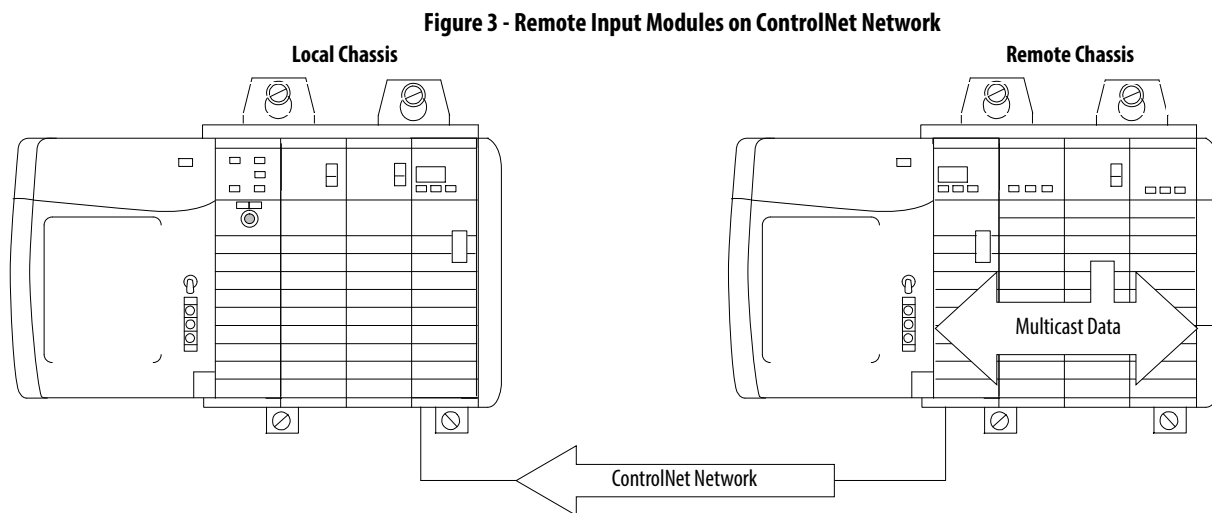 Figure 3 - Remote Input Modules on ControlNet Network
Local Chassis
Remote Chassis
Multicast Data
ControlNet Network